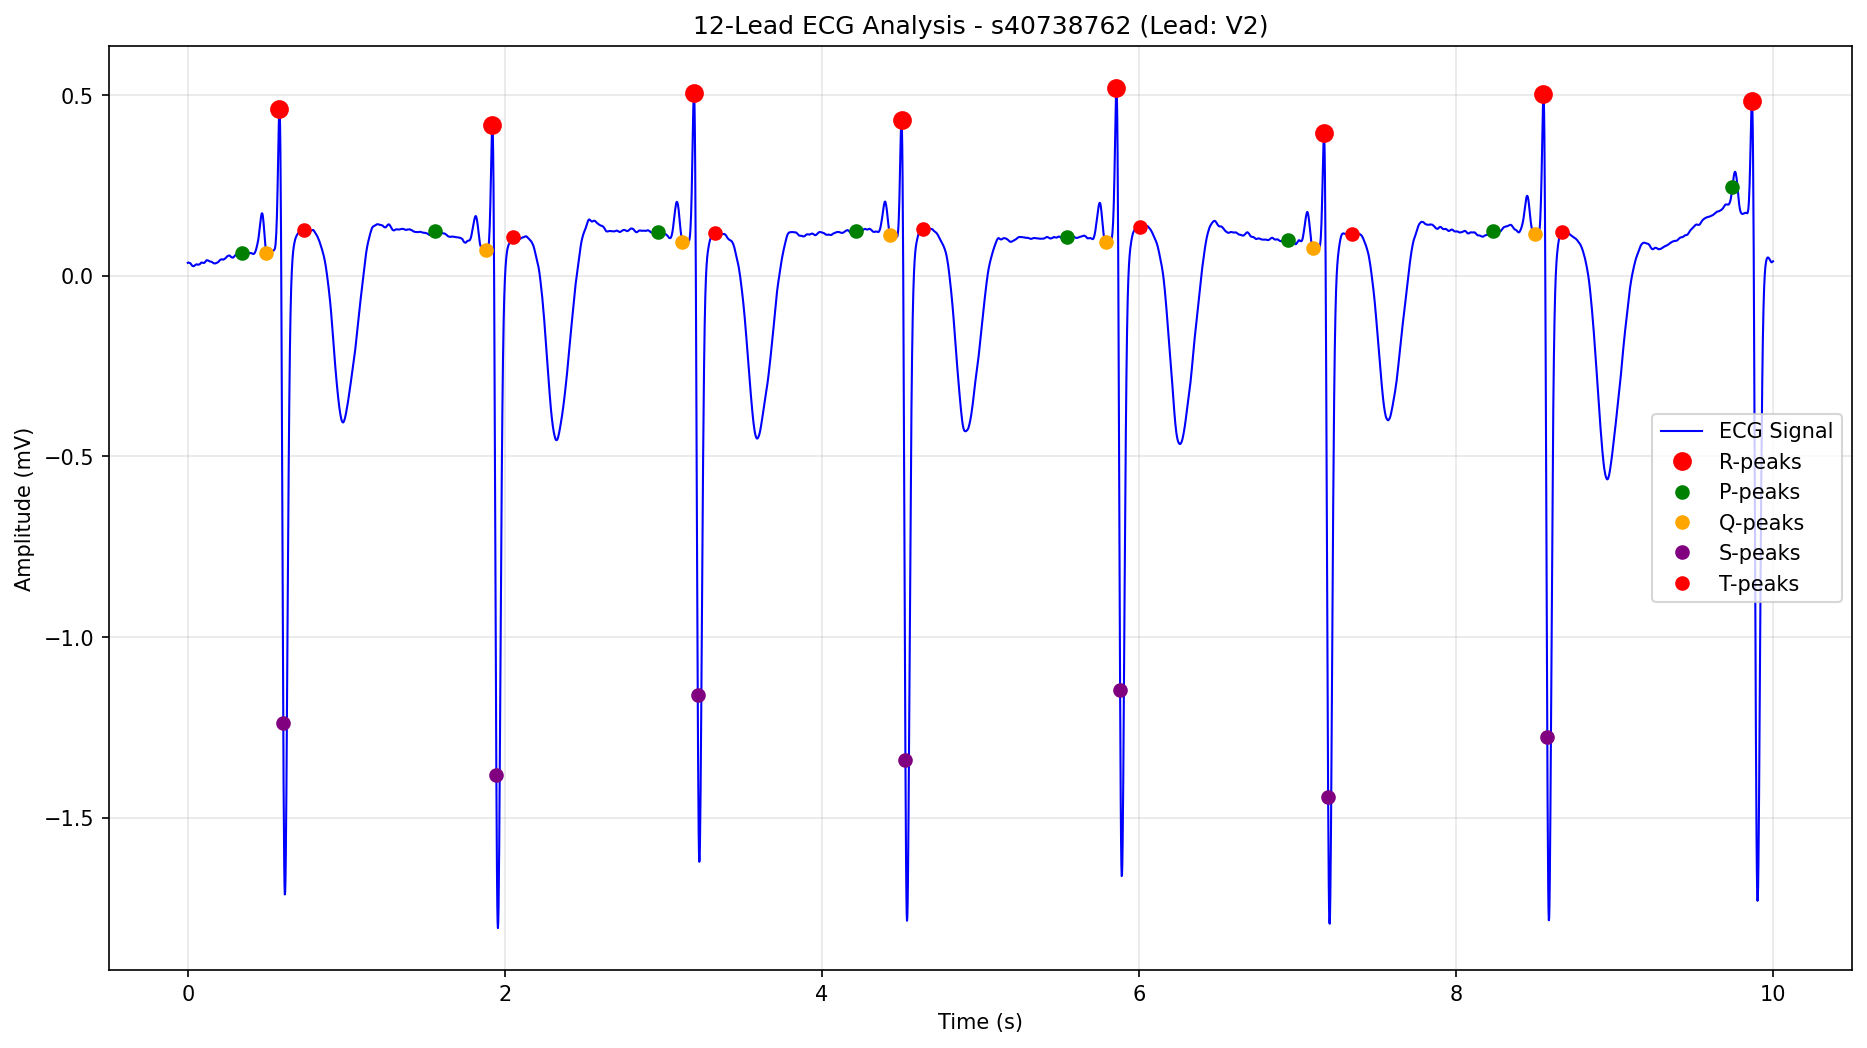 12-Lead ECG Analysis - s40738762 (Lead: V2)
Amplitude (mV)
0.5
0.0
−0.5
−1.0
−1.5
ECG Signal
R-peaks
P-peaks
Q-peaks
S-peaks
T-peaks
0 2 4 6 8 10
Time (s)